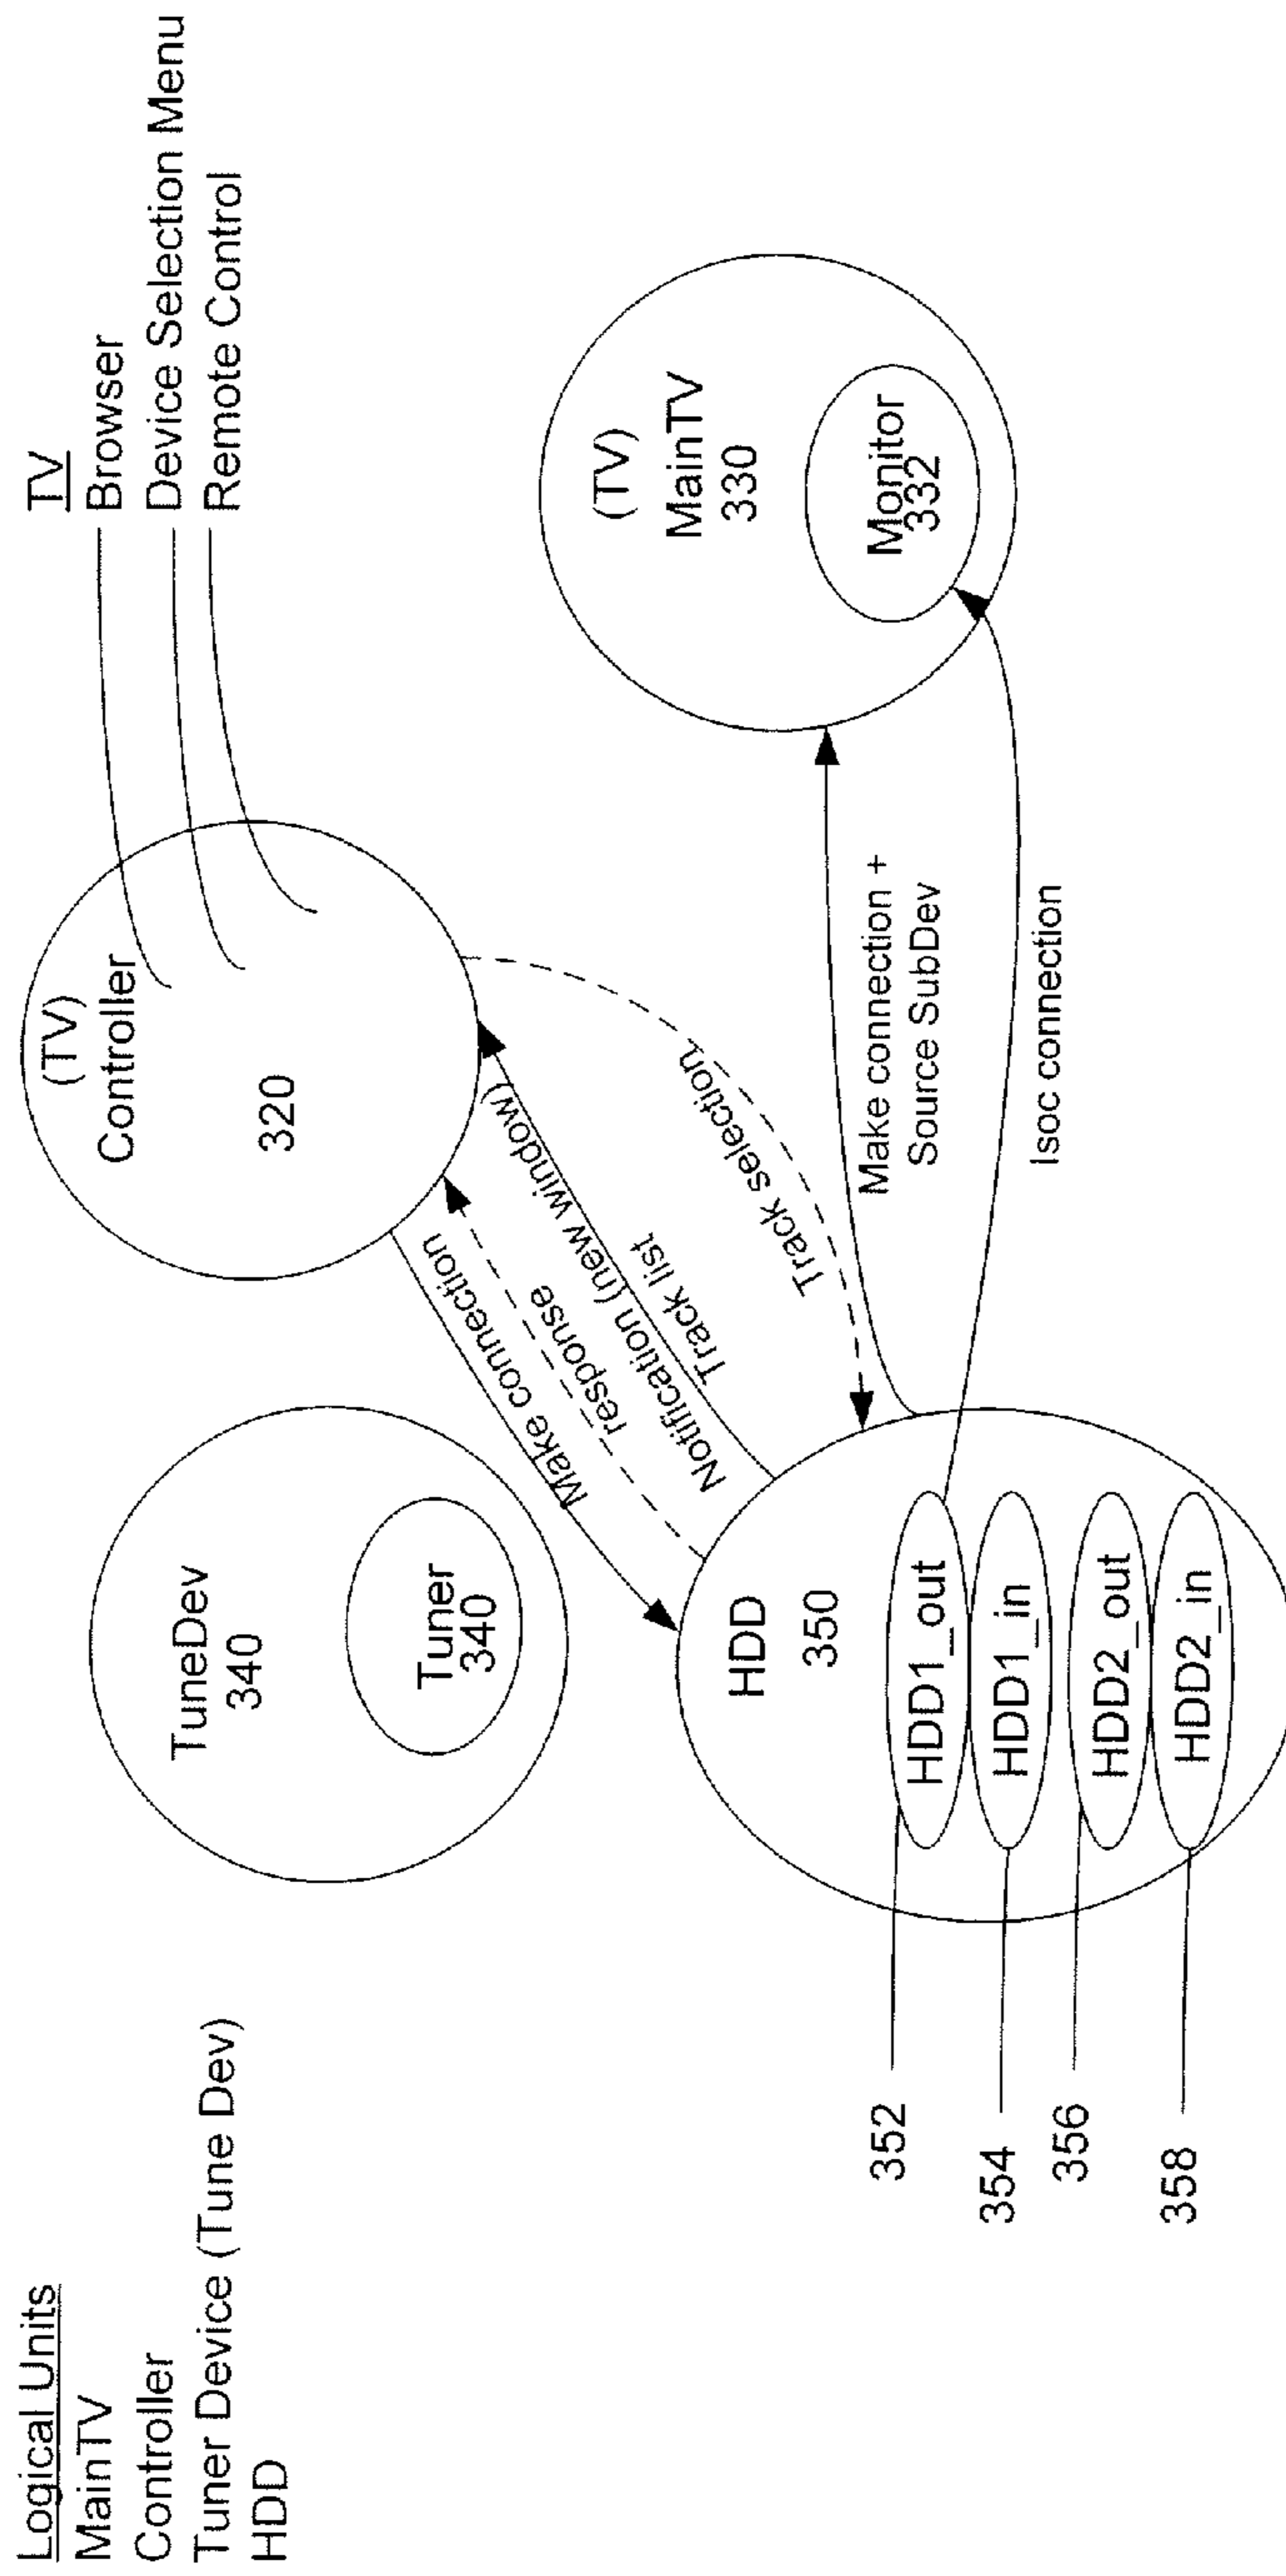 Logical Units
MainTV
Controller
Tuner Device (Tune Dev)
HDD
TV
Browser
Device Selection Menu
Remote Control
(TV)
Controller
320
TuneDev
340
Tuner
340
(TV)
MainTV
330
Monitor
332
Make connection
response
Notification (new window)
Track list
Track selection
Make connection +
Source SubDev
Isoc connection
HDD
350
HDD1_out
HDD1_in
HDD2_out
HDD2_in
352
354
356
358